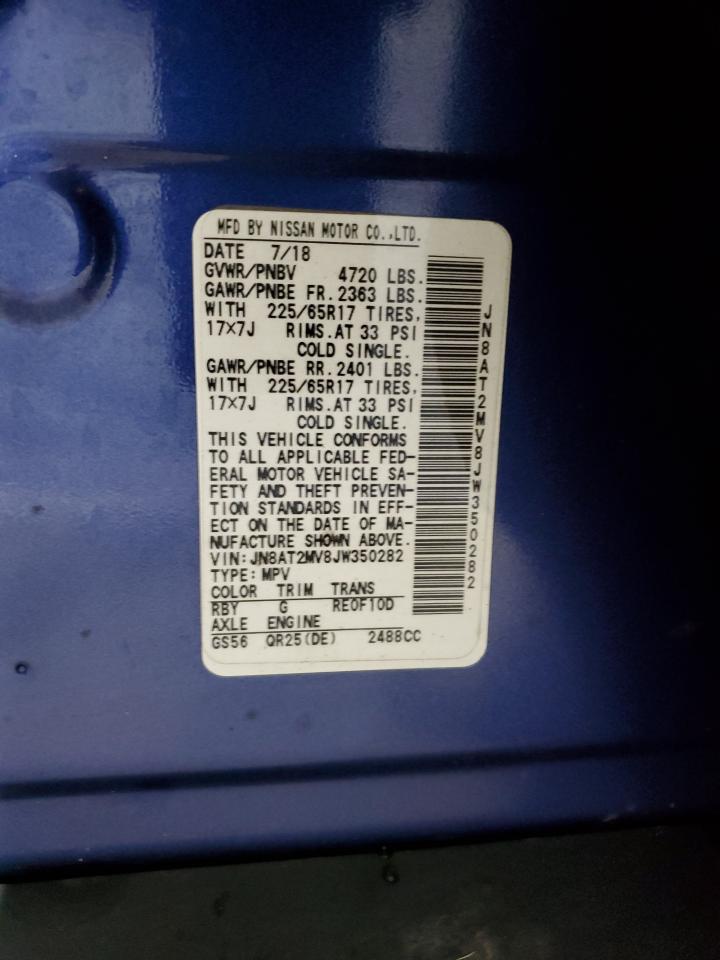 MFD BY NISSAN MOTOR CO.,LTD.
DATE 7/18
GVWR/PNBV 4720 LBS.
GAWR/PNBE FR. 2363 LBS.
WITH 225/65R17 TIRES,
17×7J RIMS.AT 33 PSI
COLD SINGLE.
GAWR/PNBE RR. 2401 LBS.
WITH 225/65R17 TIRES,
17×7J RIMS.AT 33 PSI
COLD SINGLE.
THIS VEHICLE CONFORMS
TO ALL APPLICABLE FED-
ERAL MOTOR VEHICLE SA-
FETY AND THEFT PREVEN-
TION STANDARDS IN EFF-
ECT ON THE DATE OF MA-
NUFACTURE SHOWN ABOVE.
VIN:JN8AT2MV8JW350282
TYPE:MPV
COLOR TRIM TRANS
RBY G RE0F10D
AXLE ENGINE
GS56 QR25(DE) 2488CC
JN8AT2MV8JW350282